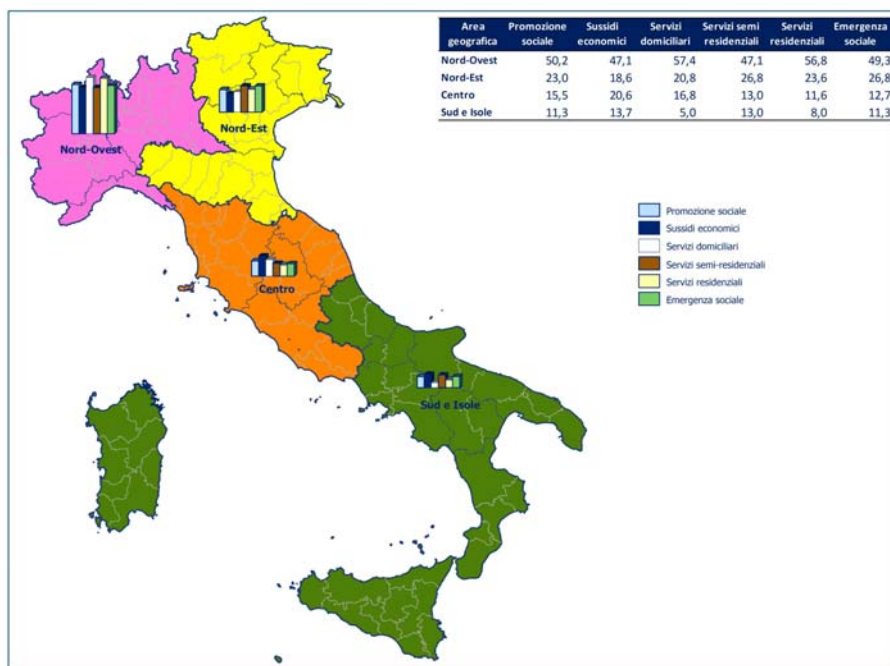 Area geografica Promozione sociale Sussidi economici Servizi domiciliari Servizi semi residenziali Servizi residenziali Emergenza sociale
Nord-Ovest 50,2 47,1 57,4 47,1 56,8 49,3
Nord-Est 23,0 18,6 20,8 26,8 23,6 26,8
Centro 15,5 20,6 16,8 13,0 11,6 12,7
Sud e Isole 11,3 13,7 5,0 13,0 8,0 11,3
Nord-Est
Nord-Ovest
Promozione sociale
Sussidi economici
Servizi domiciliari
Servizi semi-residenziali
Servizi residenziali
Emergenza sociale
Centro
Sud e Isole